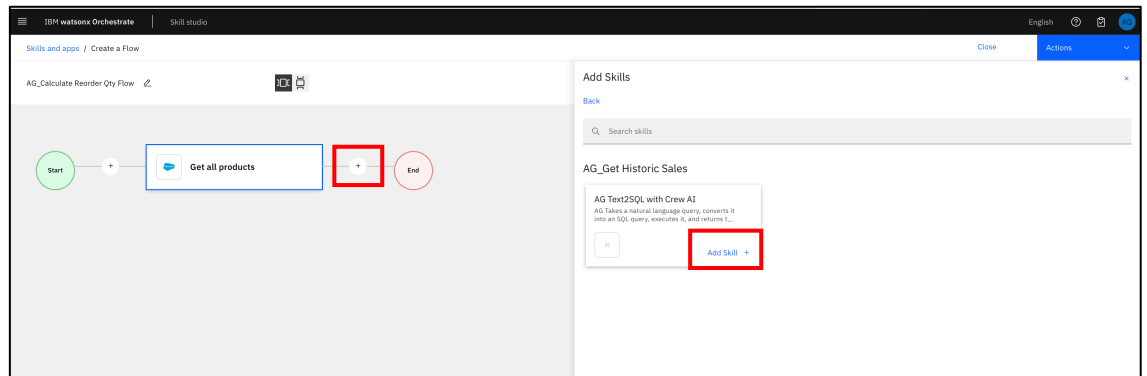 IBM watsonx Orchestrate
Skill studio
English
AG
Skills and apps / Create a Flow
Close
Actions
AG_Calculate Reorder Qty Flow
Add Skills
Back
Search skills
Start
+
Get all products
+
End
AG_Get Historic Sales
AG Text2SQL with Crew AI
AG Takes a natural language query, converts it
into an SQL query, executes it, and returns t...
Add Skill +